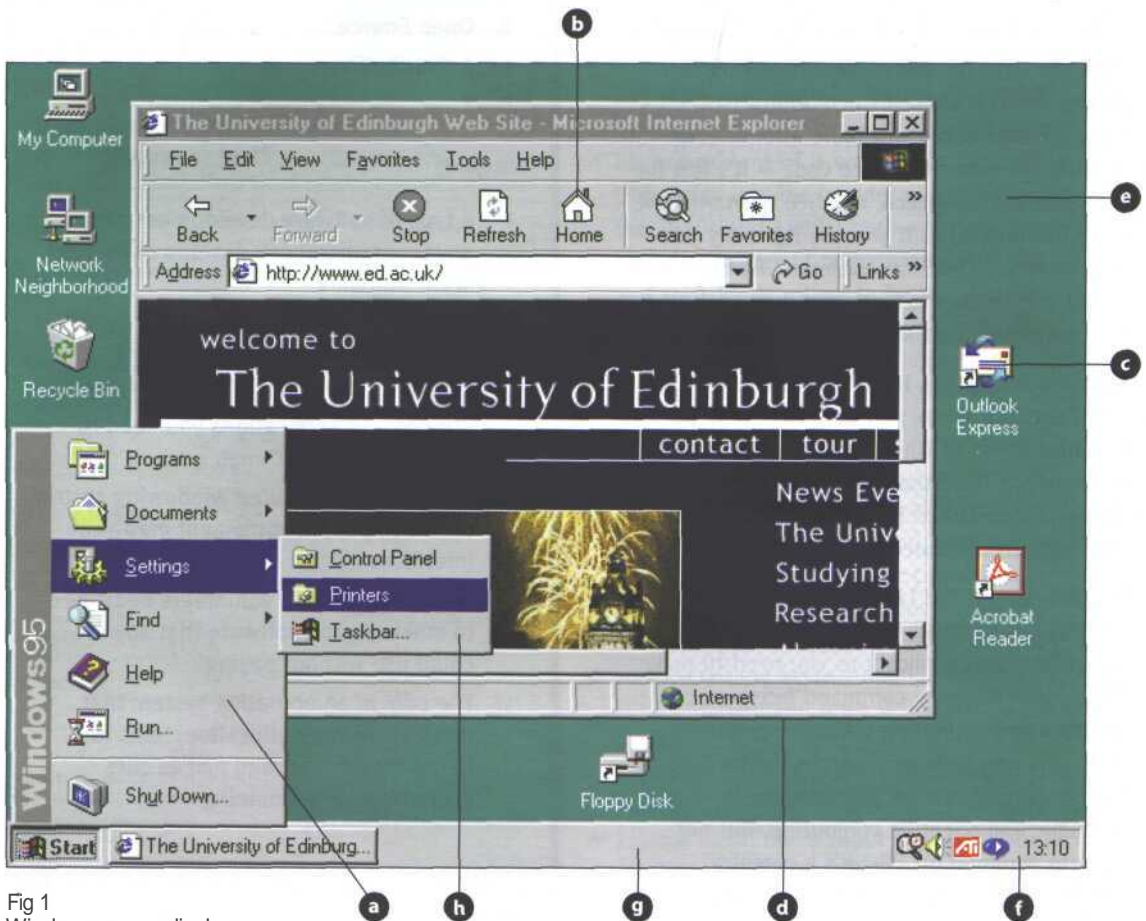 b
My Computer
The University of Edinburgh Web Site - Microsoft Internet Explorer
File Edit View Favorites Tools Help
Back Forward Stop Refresh Home Search Favorites History »
e
Network
Neighborhood
Address http://www.ed.ac.uk/ Go Links »
welcome to
The University of Edinburgh
Recycle Bin
c
Outlook
Express
contact tour s
Programs
Documents
Settings
Find
Help
Run...
Shut Down...
Windows95
Control Panel
Printers
Taskbar...
News Eve
The Unive
Studying
Research
Acrobat
Reader
Internet
Floppy Disk
Start The University of Edinburg... 13:10
Fig 1
a h g d f